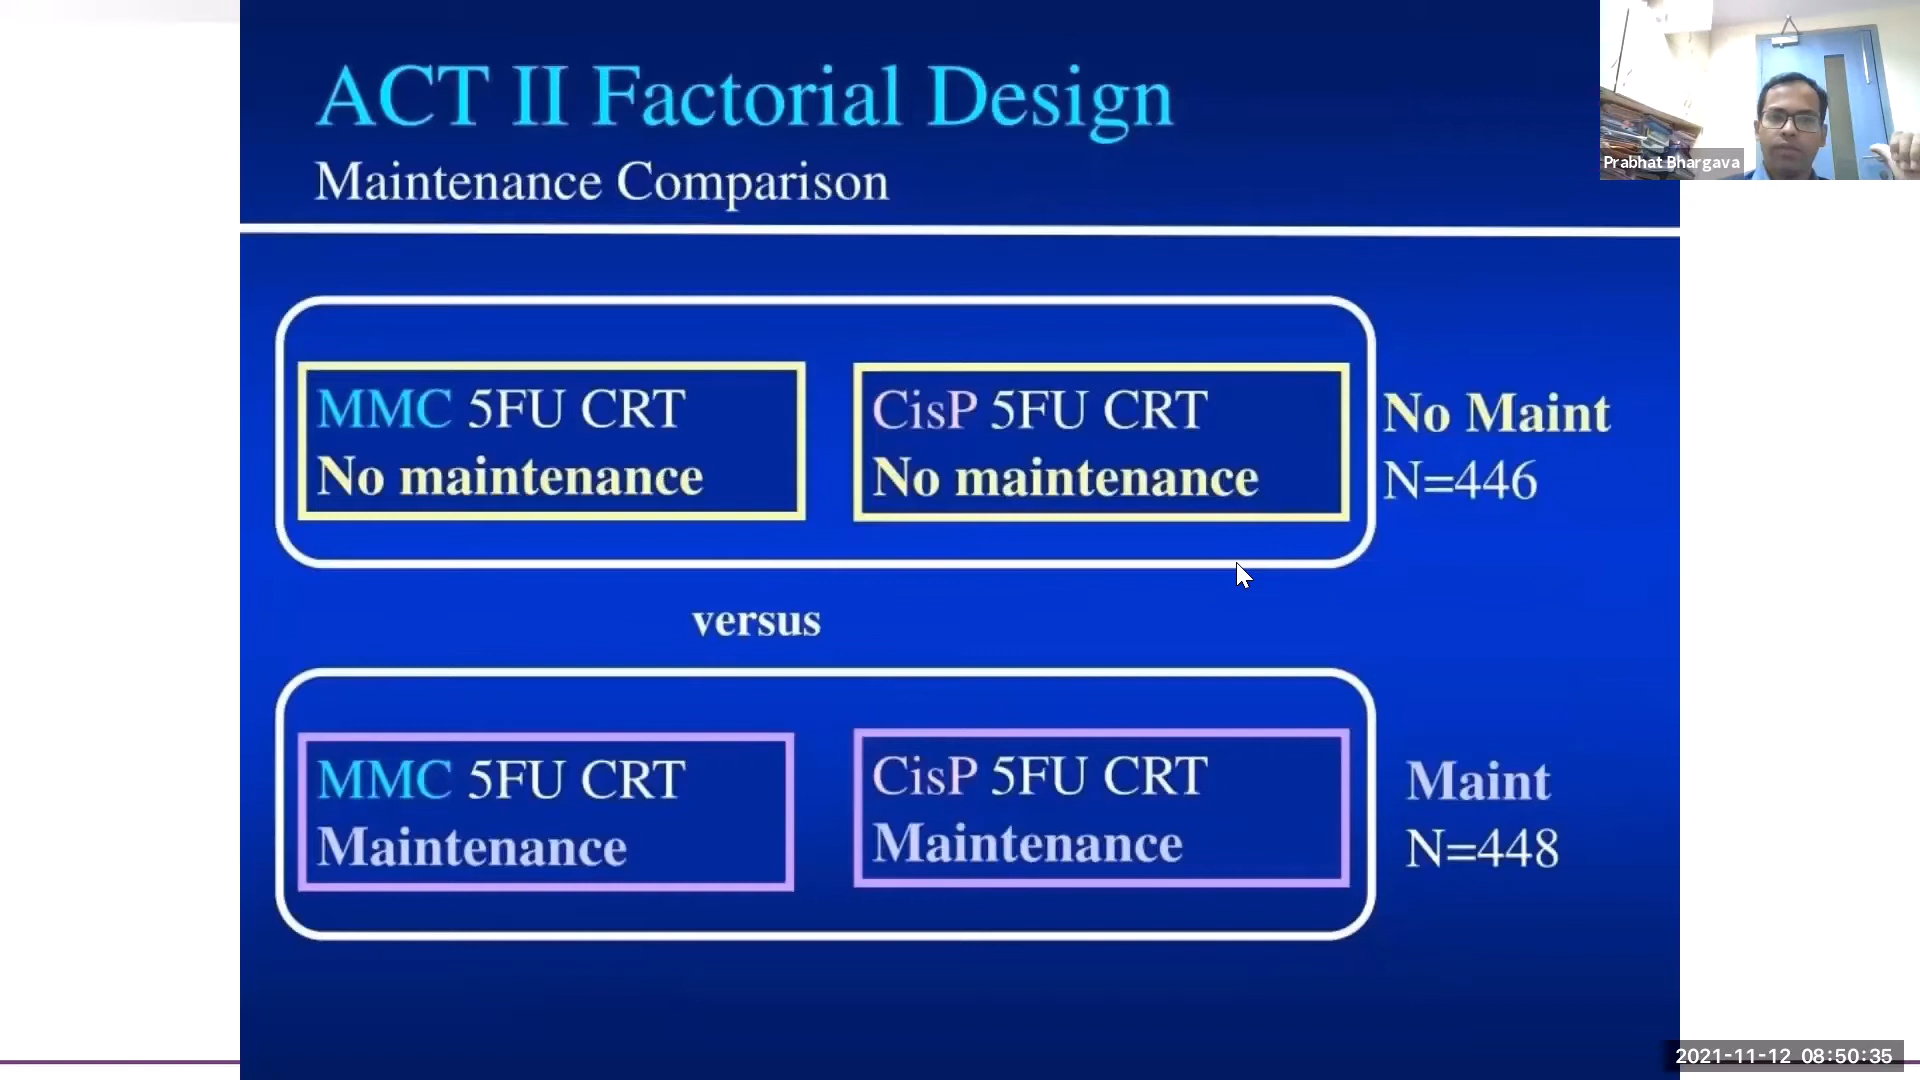 ACT II Factorial Design
Maintenance Comparison
Prabhat Bhargava
MMC 5FU CRT
No maintenance
CisP 5FU CRT
No maintenance
No Maint
N=446
versus
MMC 5FU CRT
Maintenance
CisP 5FU CRT
Maintenance
Maint
N=448
2021-11-12 08:50:35